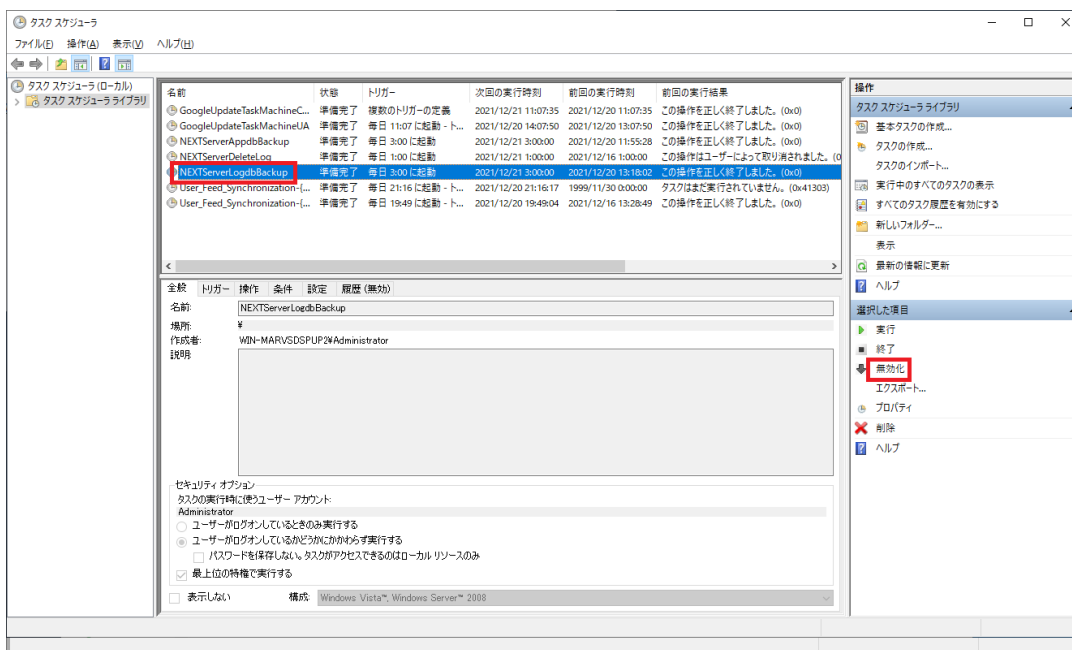 タスク スケジューラ
ファイル(F) 操作(A) 表示(V) ヘルプ(H)
タスク スケジューラ (ローカル)
タスク スケジューラ ライブラリ
名前 状態 トリガー 次回の実行時刻 前回の実行時刻 前回の実行結果
GoogleUpdateTaskMachineC... 準備完了 複数のトリガーの定義 2021/12/21 11:07:35 2021/12/20 11:07:35 この操作を正しく終了しました。(0x0)
GoogleUpdateTaskMachineUA 準備完了 毎日 11:07 に起動 - ト... 2021/12/20 14:07:50 2021/12/20 13:07:50 この操作を正しく終了しました。(0x0)
NEXTServerAppdbBackup 準備完了 毎日 3:00 に起動 2021/12/21 3:00:00 2021/12/20 11:55:28 この操作を正しく終了しました。(0x0)
NEXTServerDeleteLog 準備完了 毎日 1:00 に起動 2021/12/21 1:00:00 2021/12/16 1:00:00 この操作はユーザーによって取り消されました。(0
NEXTServerLogdbBackup 準備完了 毎日 3:00 に起動 2021/12/21 3:00:00 2021/12/20 13:18:02 この操作を正しく終了しました。(0x0)
User_Feed_Synchronization-{... 準備完了 毎日 21:16 に起動 - ト... 2021/12/20 21:16:17 1999/11/30 0:00:00 タスクはまだ実行されていません。(0x41303)
User_Feed_Synchronization-{... 準備完了 毎日 19:49 に起動 - ト... 2021/12/20 19:49:04 2021/12/16 13:28:49 この操作を正しく終了しました。(0x0)
全般 トリガー 操作 条件 設定 履歴 (無効)
名前: NEXTServerLogdbBackup
場所: ¥
作成者: WIN-MARVSDSPUP2¥Administrator
説明:
セキュリティ オプション
タスクの実行時に使うユーザー アカウント:
Administrator
ユーザーがログオンしているときのみ実行する
ユーザーがログオンしているかどうかにかかわらず実行する
パスワードを保存しない。タスクがアクセスできるのはローカル リソースのみ
最上位の特権で実行する
表示しない 構成: Windows Vista™, Windows Server™ 2008
操作
タスク スケジューラ ライブラリ
基本タスクの作成...
タスクの作成...
タスクのインポート...
実行中のすべてのタスクの表示
すべてのタスク履歴を有効にする
新しいフォルダー...
表示
最新の情報に更新
ヘルプ
選択した項目
実行
終了
無効化
エクスポート...
プロパティ
削除
ヘルプ